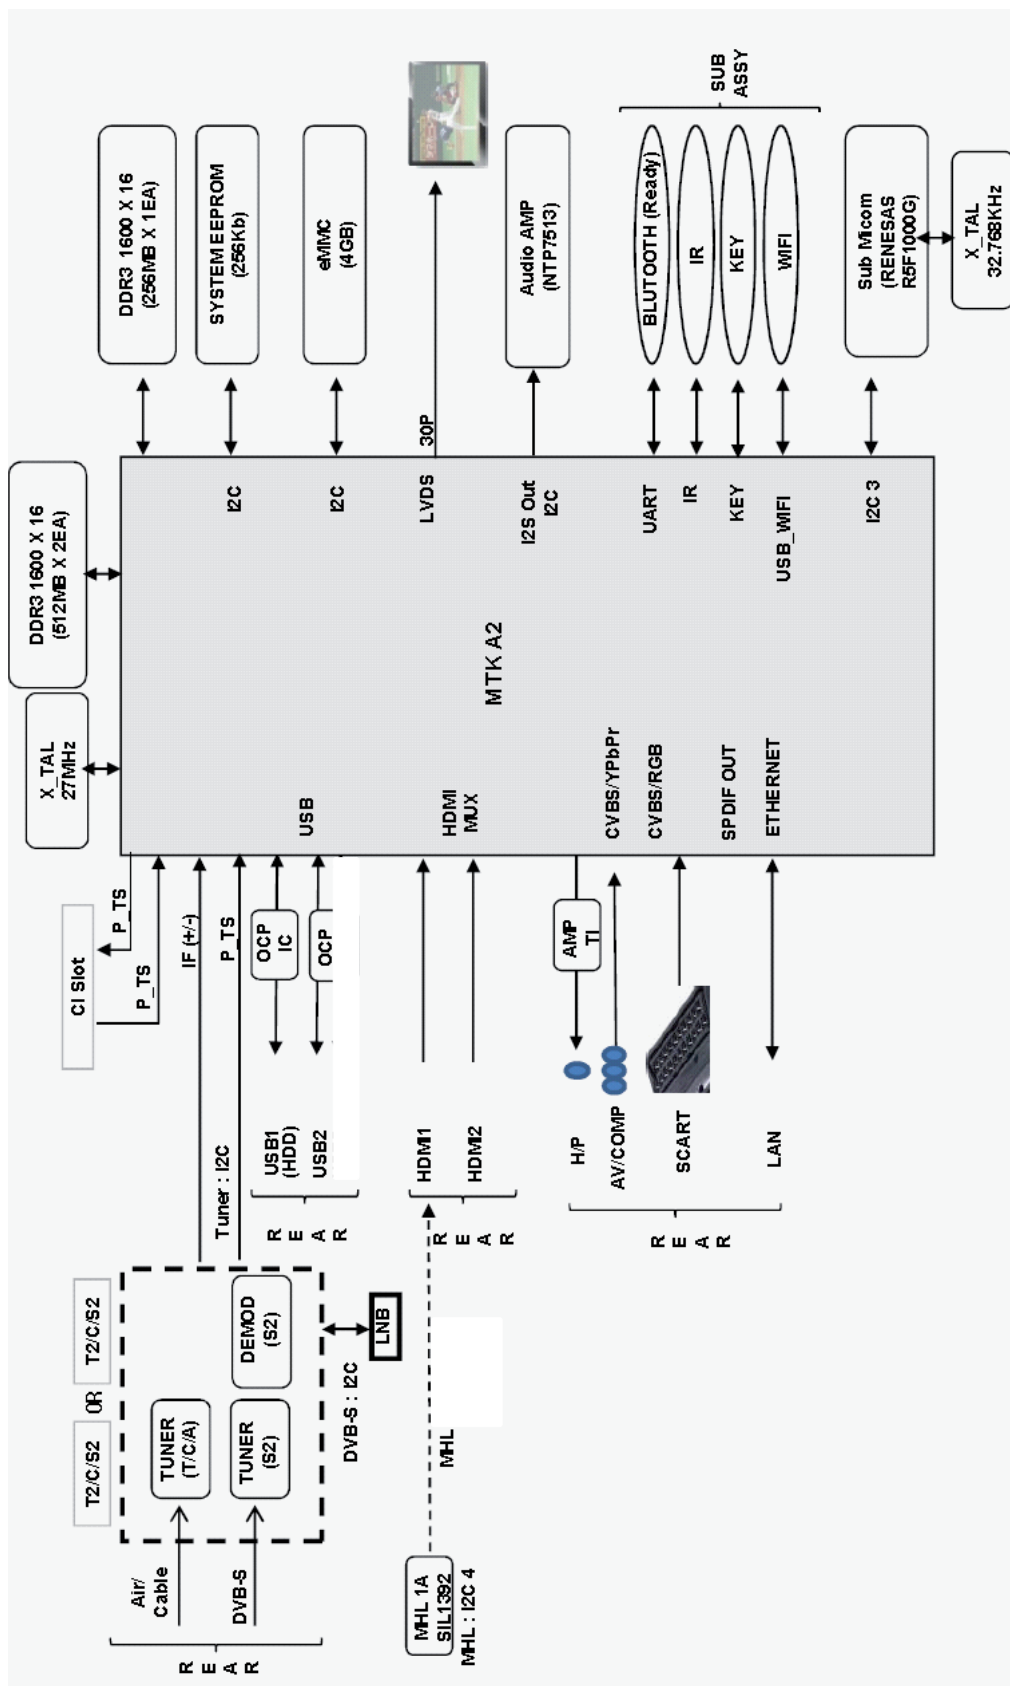 REAR
Air/
Cable
DVB-S
T2/C/S2
OR
T2/C/S2
TUNER
(T/C/A)
TUNER
(S2)
DEMOD
(S2)
LNB
DVB-S : I2C
Tuner : I2C
IF (+/-)
P_TS
CI Slot
P_TS
P_TS
X_TAL
27MHz
DDR3 1600 X 16
(512MB X 2EA)
DDR3 1600 X 16
(256MB X 1EA)
SYSTEM EEPROM
(256Kb)
eMMC
(4GB)
I2C
I2C
LVDS
30P
USB
OCP
IC
OCP
USB1
(HDD)
USB2
REAR
MHL 1A
SIL1392
MHL : I2C 4
MHL
HDMI1
HDMI2
REAR
HDMI
MUX
MTK A2
I2S Out
I2C
Audio AMP
(NTP7513)
AMP
TI
H/P
AV/COMP
SCART
LAN
REAR
CVBS/YPbPr
CVBS/RGB
SPDIF OUT
ETHERNET
UART
IR
KEY
USB_WIFI
I2C 3
BLUTOOTH (Ready)
IR
KEY
WIFI
SUB
ASSY
Sub Micom
(RENESAS
R5F1000G)
X_TAL
32.768KHz